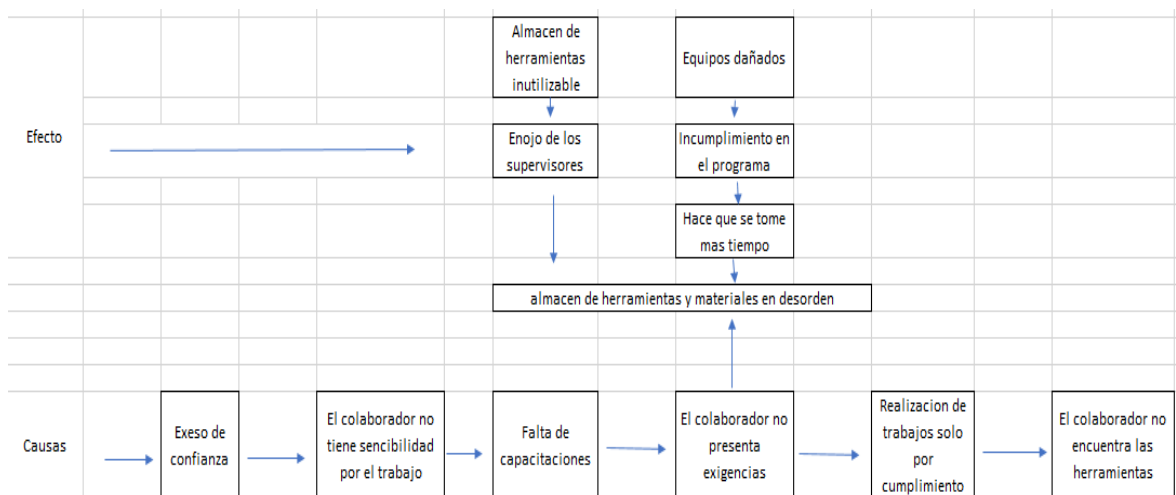 Almacen de
herramientas
inutilizable
Equipos dañados
Efecto
Enojo de los
supervisores
Incumplimiento en
el programa
Hace que se tome
mas tiempo
almacen de herramientas y materiales en desorden
Causas
Exeso de
confianza
El colaborador no
tiene sencibilidad
por el trabajo
Falta de
capacitaciones
El colaborador no
presenta
exigencias
Realizacion de
trabajos solo
por
cumplimiento
El colaborador no
encuentra las
herramientas